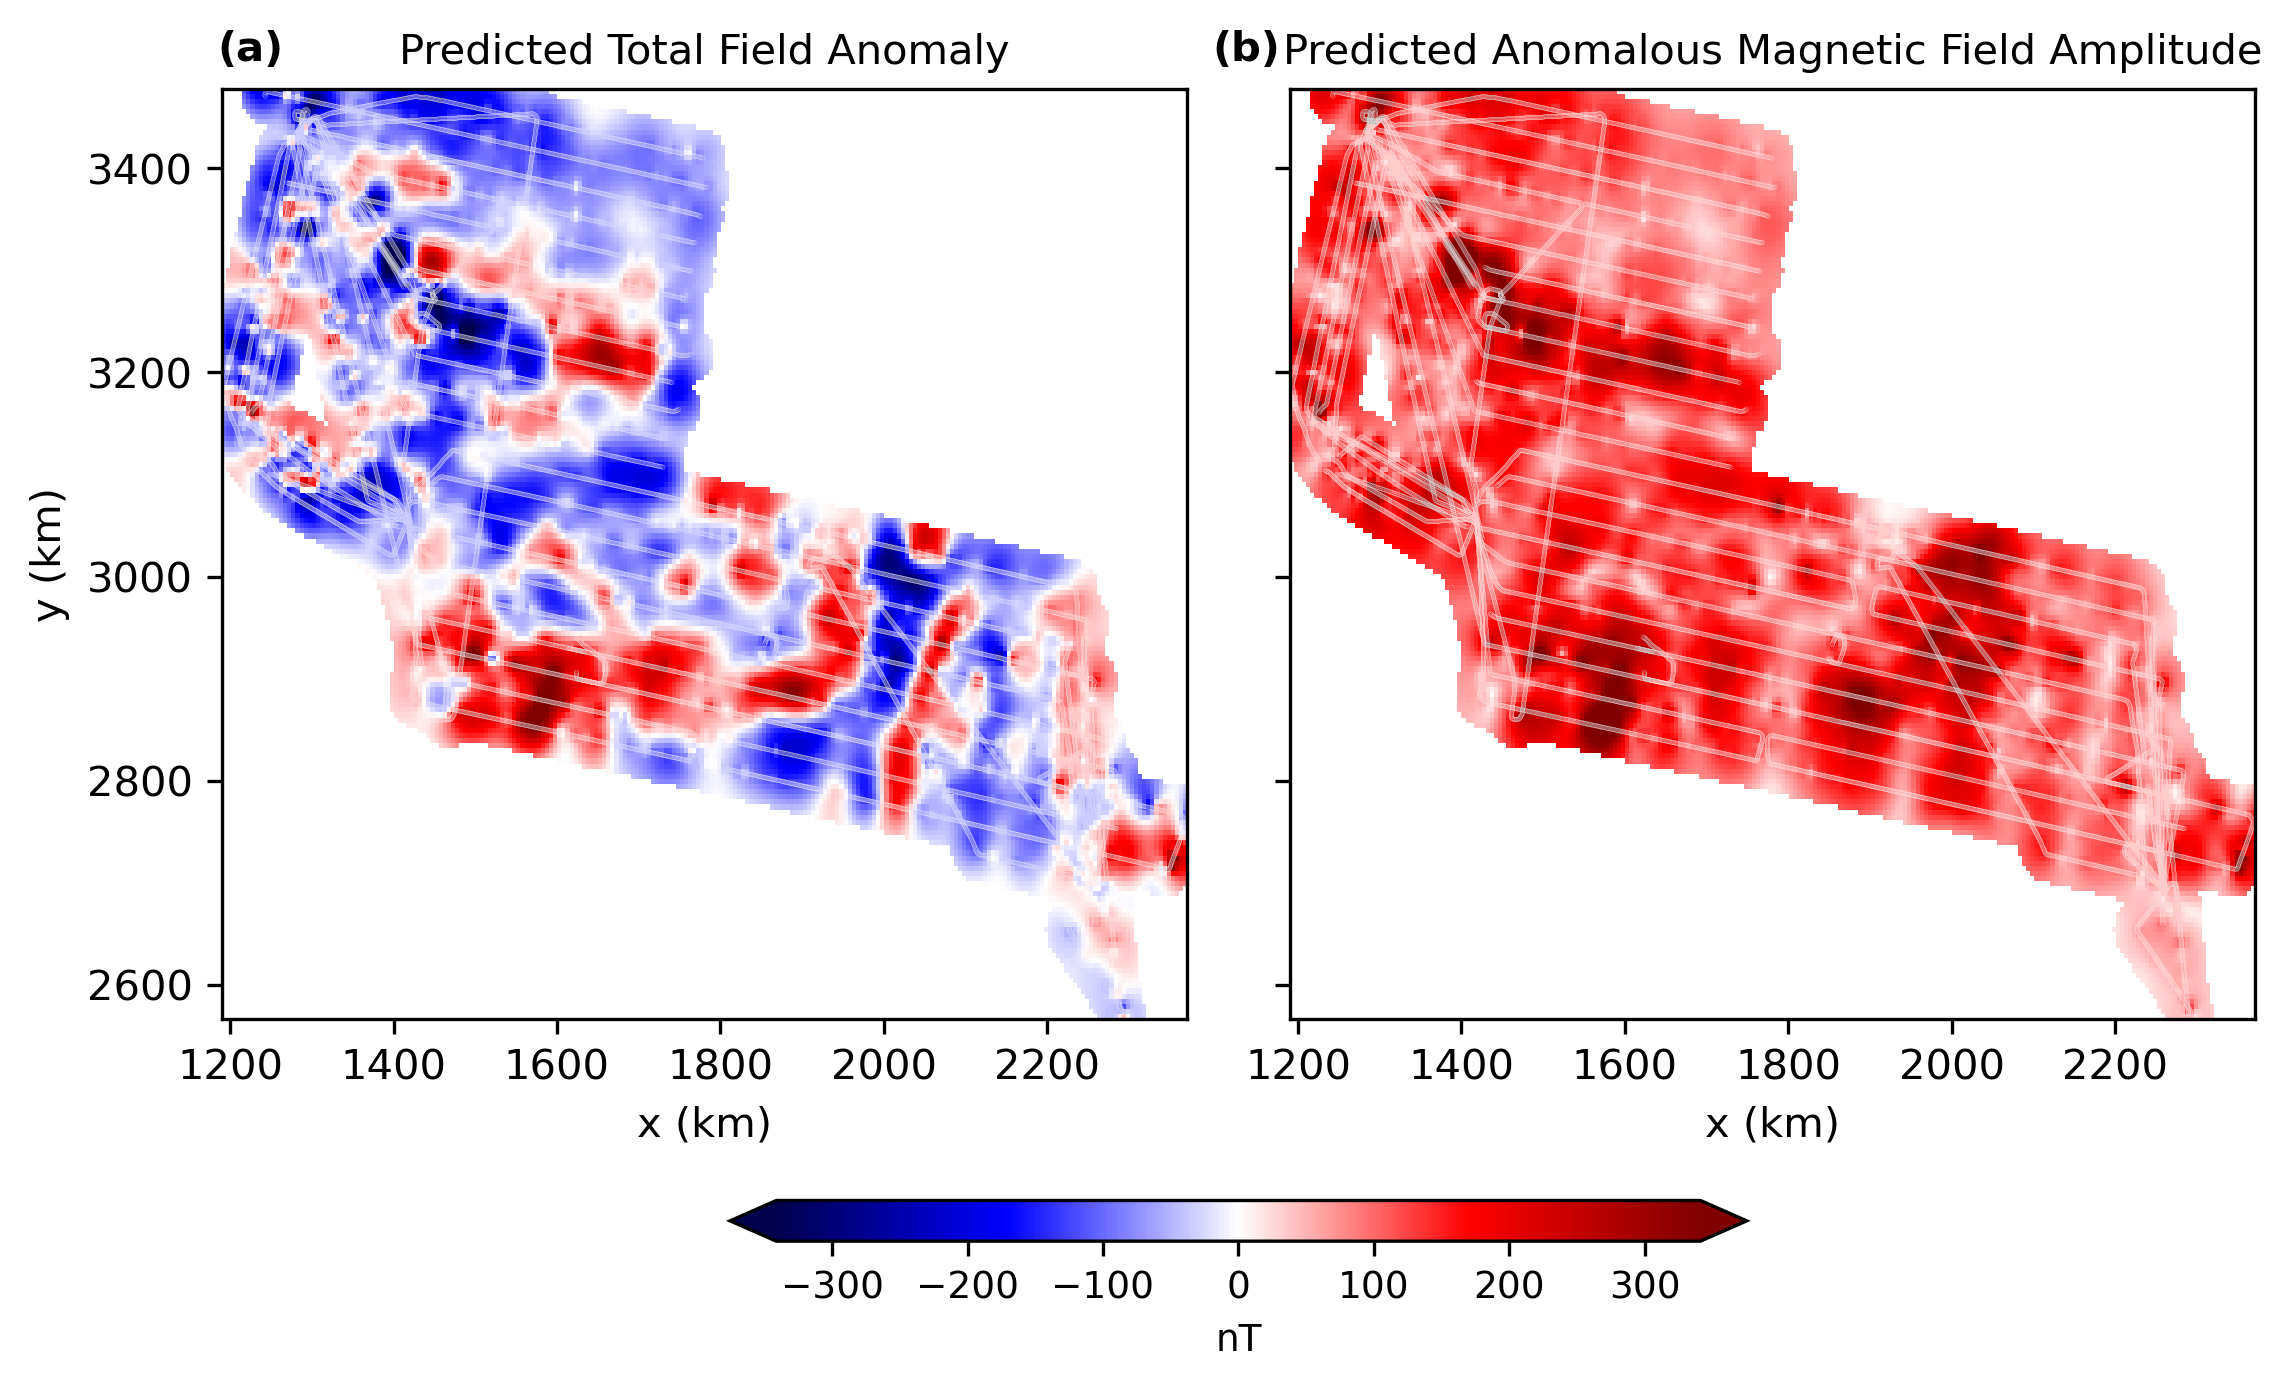 (a) Predicted Total Field Anomaly
(b) Predicted Anomalous Magnetic Field Amplitude
3400
3200
3000
2800
2600
y (km)
1200 1400 1600 1800 2000 2200
1200 1400 1600 1800 2000 2200
x (km)
x (km)
−300 −200 −100 0 100 200 300
nT